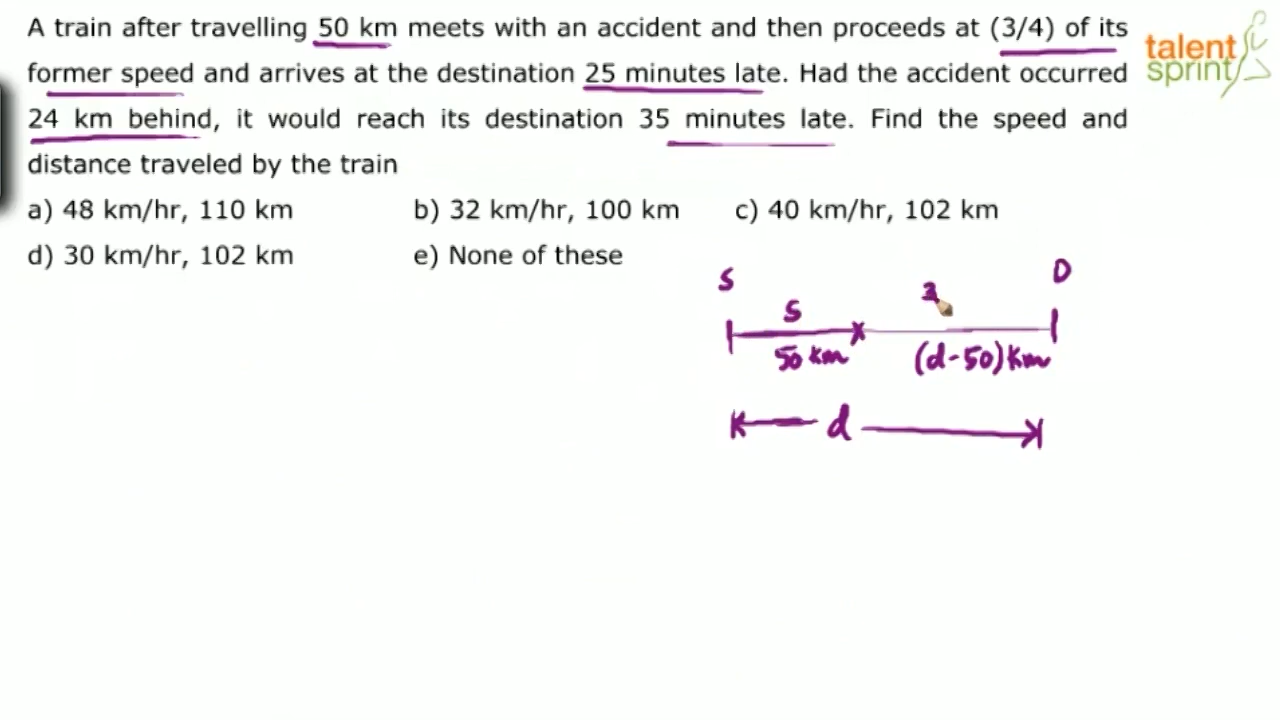 A train after travelling 50 km meets with an accident and then proceeds at (3/4) of its
former speed and arrives at the destination 25 minutes late. Had the accident occurred
24 km behind, it would reach its destination 35 minutes late. Find the speed and
distance traveled by the train
a) 48 km/hr, 110 km b) 32 km/hr, 100 km c) 40 km/hr, 102 km
d) 30 km/hr, 102 km e) None of these
talent
sprint
S D
S 3
50 km (d-50) Km
d